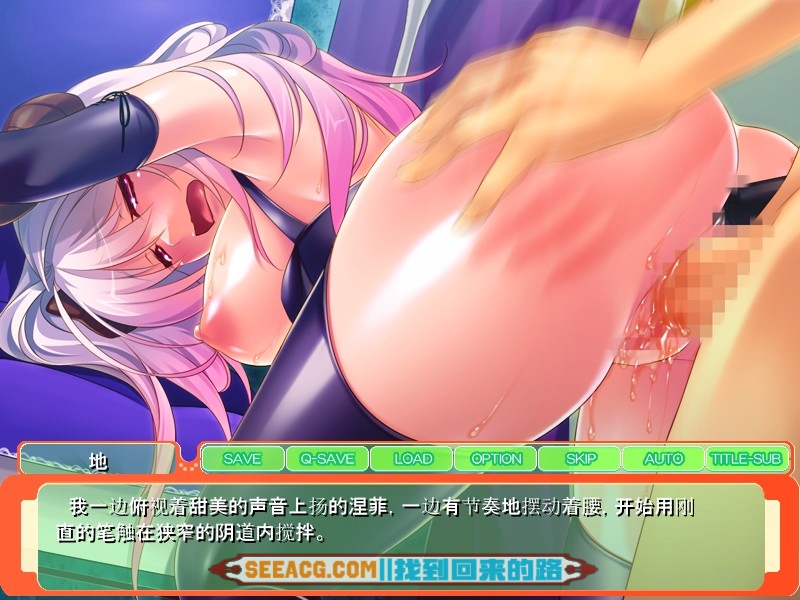 地
SAVE Q-SAVE LOAD OPTION SKIP AUTO TITLE-SUB
我一边俯视着甜美的声音上扬的涅菲，一边有节奏地摆动着腰，开始用刚
直的笔触在狭窄的阴道内搅拌。
SEEACG.COM||找到回来的路